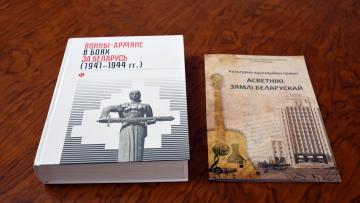 ВОИНЫ-АРМЯНЕ
В БОЯХ
ЗА БЕЛАРУСЬ
(1941–1944 гг.)
Культурна-адукацыйны праект
АСВЕТНІКІ
ЗЯМЛІ БЕЛАРУСКАЙ